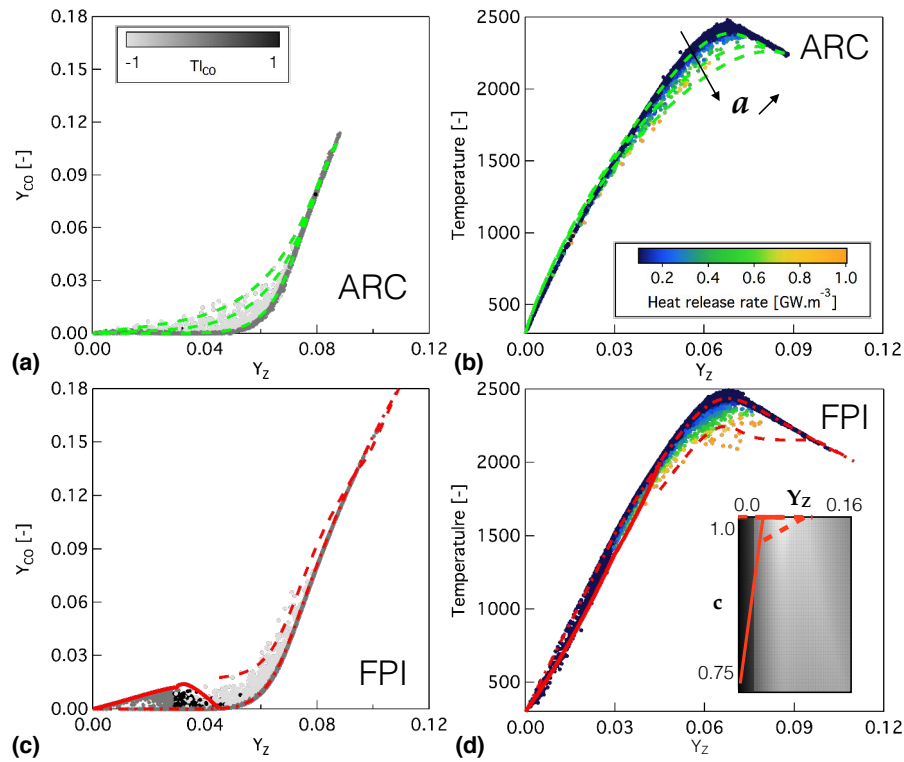 0.18
0.15
0.12
0.09
0.06
0.03
0.00
Y_CO [-]
-1 TI_CO 1
ARC
0.00 0.04 0.08 0.12
Y_Z
(a)
2500
2000
1500
1000
500
Temperature [-]
ARC
a
0.2 0.4 0.6 0.8 1.0
Heat release rate [GW.m⁻³]
0.00 0.03 0.06 0.09 0.12
Y_Z
(b)
0.18
0.15
0.12
0.09
0.06
0.03
0.00
Y_CO [-]
FPI
0.00 0.04 0.08 0.12
Y_Z
(c)
2500
2000
1500
1000
500
Temperatulre [-]
FPI
0.0 Y_Z 0.16
1.0
c
0.75
0.00 0.03 0.06 0.09 0.12
Y_Z
(d)